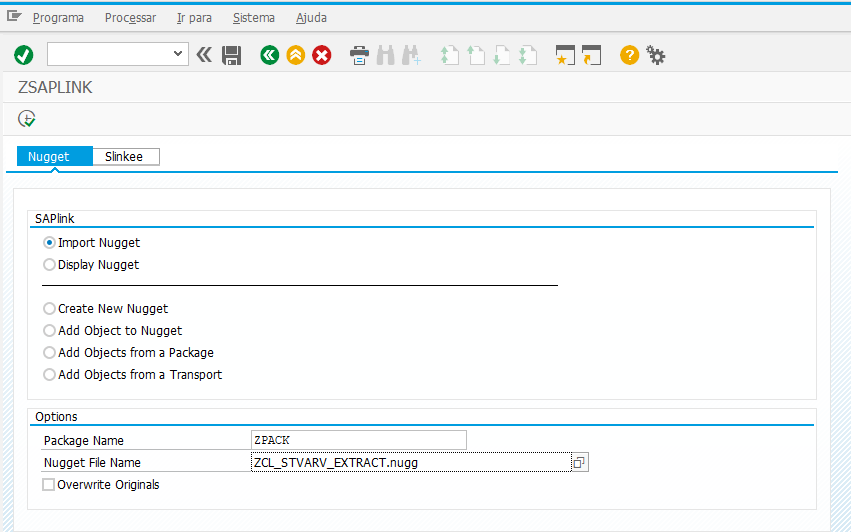 Programa Processar Ir para Sistema Ajuda
ZSAPLINK
Nugget Slinkee
SAPlink
Import Nugget
Display Nugget
Create New Nugget
Add Object to Nugget
Add Objects from a Package
Add Objects from a Transport
Options
Package Name ZPACK
Nugget File Name ZCL_STVARV_EXTRACT.nugg
Overwrite Originals